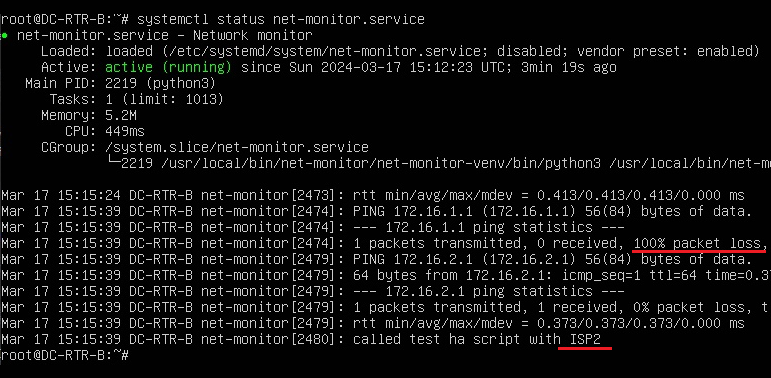 root@DC-RTR-B:~# systemctl status net-monitor.service
● net-monitor.service - Network monitor
Loaded: loaded (/etc/systemd/system/net-monitor.service; disabled; vendor preset: enabled)
Active: active (running) since Sun 2024-03-17 15:12:23 UTC; 3min 19s ago
Main PID: 2219 (python3)
Tasks: 1 (limit: 1013)
Memory: 5.2M
CPU: 449ms
CGroup: /system.slice/net-monitor.service
└─2219 /usr/local/bin/net-monitor/net-monitor-venv/bin/python3 /usr/local/bin/net-m
Mar 17 15:15:24 DC-RTR-B net-monitor[2473]: rtt min/avg/max/mdev = 0.413/0.413/0.413/0.000 ms
Mar 17 15:15:39 DC-RTR-B net-monitor[2474]: PING 172.16.1.1 (172.16.1.1) 56(84) bytes of data.
Mar 17 15:15:39 DC-RTR-B net-monitor[2474]: --- 172.16.1.1 ping statistics ---
Mar 17 15:15:39 DC-RTR-B net-monitor[2474]: 1 packets transmitted, 0 received, 100% packet loss,
Mar 17 15:15:39 DC-RTR-B net-monitor[2479]: PING 172.16.2.1 (172.16.2.1) 56(84) bytes of data.
Mar 17 15:15:39 DC-RTR-B net-monitor[2479]: 64 bytes from 172.16.2.1: icmp_seq=1 ttl=64 time=0.37
Mar 17 15:15:39 DC-RTR-B net-monitor[2479]: --- 172.16.2.1 ping statistics ---
Mar 17 15:15:39 DC-RTR-B net-monitor[2479]: 1 packets transmitted, 1 received, 0% packet loss, t
Mar 17 15:15:39 DC-RTR-B net-monitor[2479]: rtt min/avg/max/mdev = 0.373/0.373/0.373/0.000 ms
Mar 17 15:15:39 DC-RTR-B net-monitor[2480]: called test ha script with ISP2
root@DC-RTR-B:~#